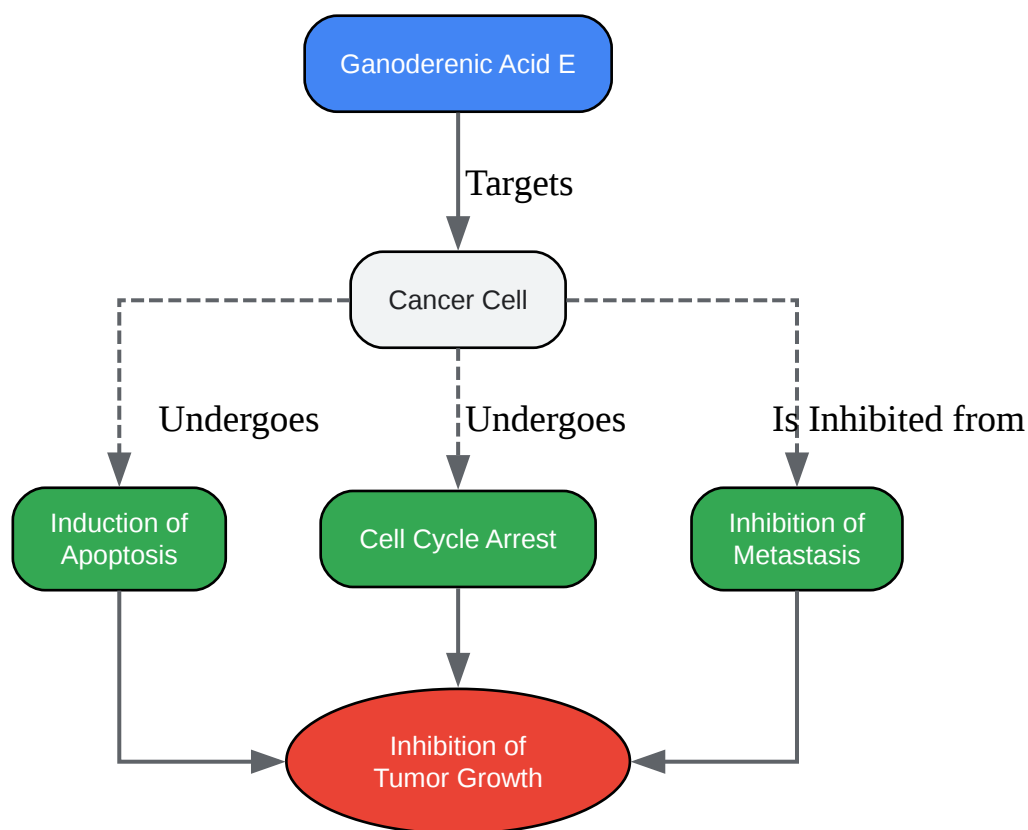 Ganoderenic Acid E
Targets
Cancer Cell
Undergoes
Undergoes
Is Inhibited from
Induction of
Apoptosis
Cell Cycle Arrest
Inhibition of
Metastasis
Inhibition of
Tumor Growth